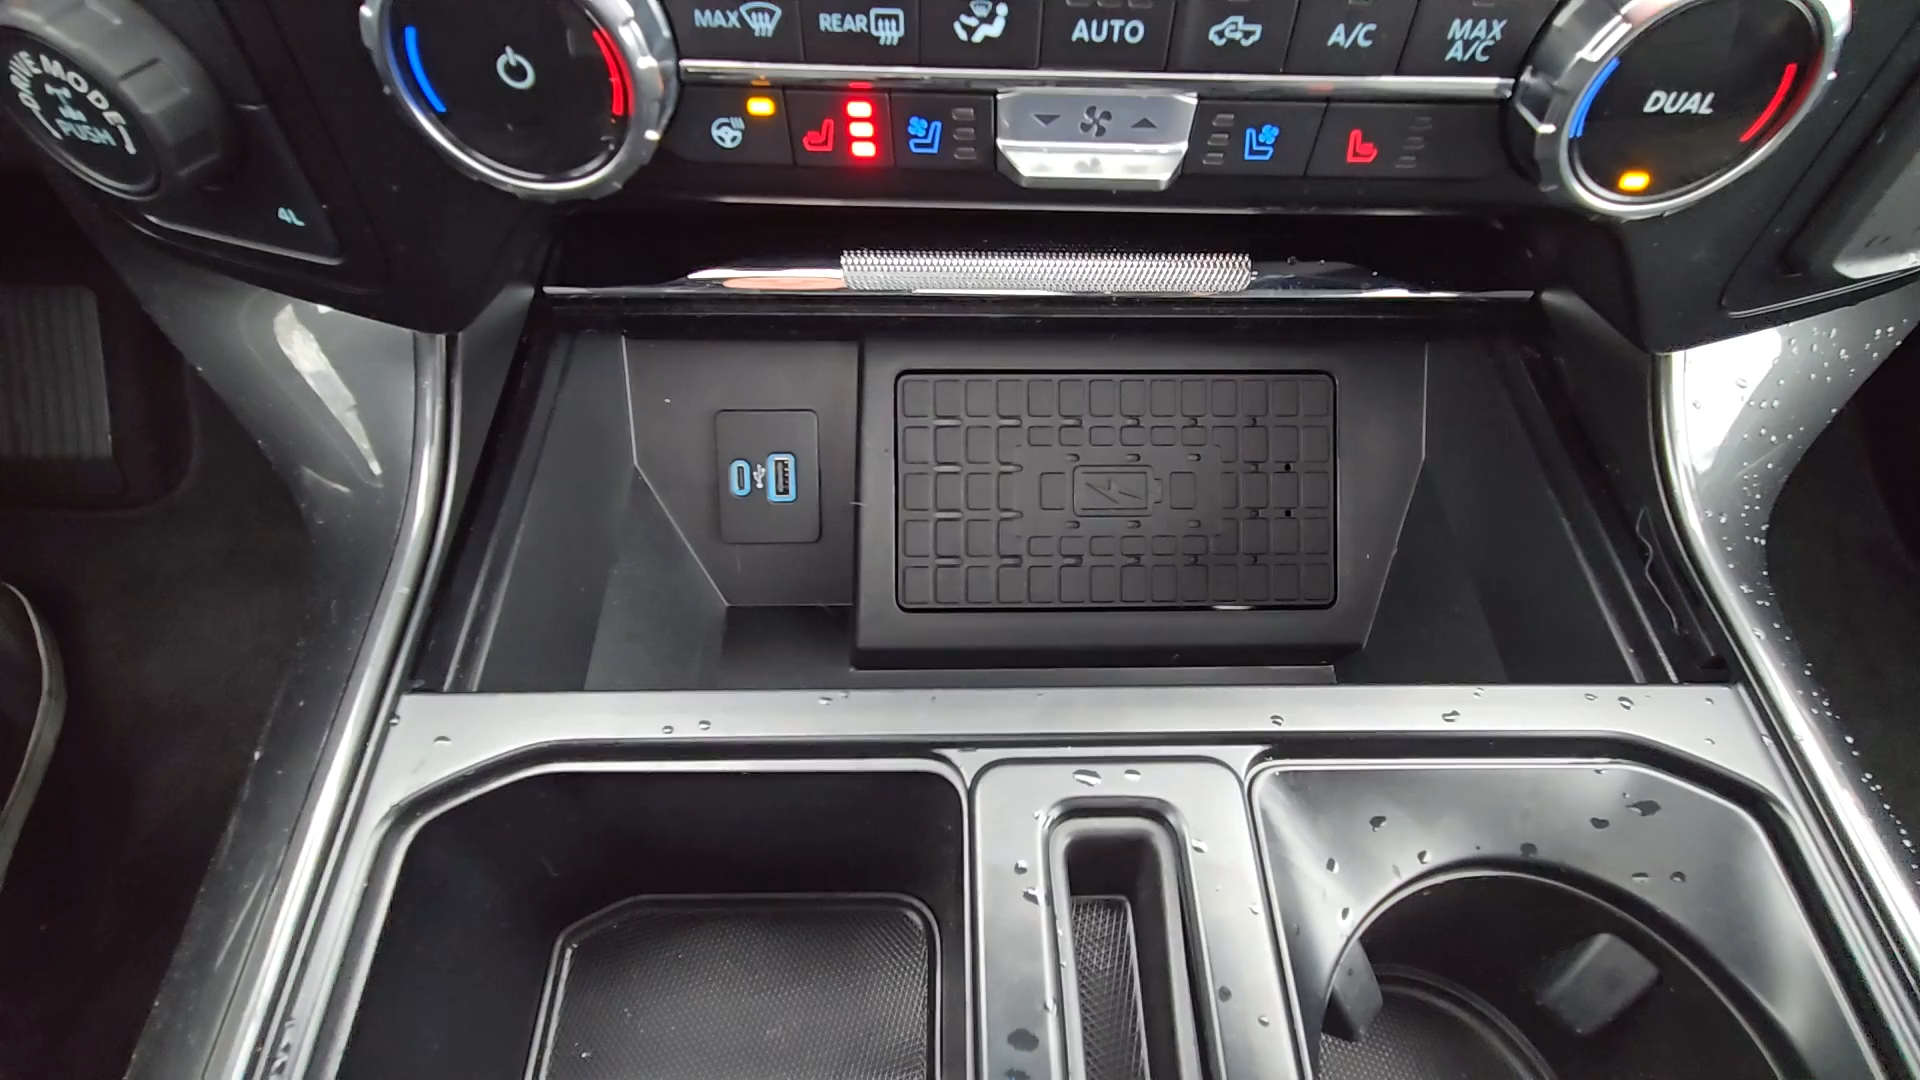 MAX
REAR
AUTO
A/C
MAX
A/C
DRIVE MODE
PUSH
DUAL
4L